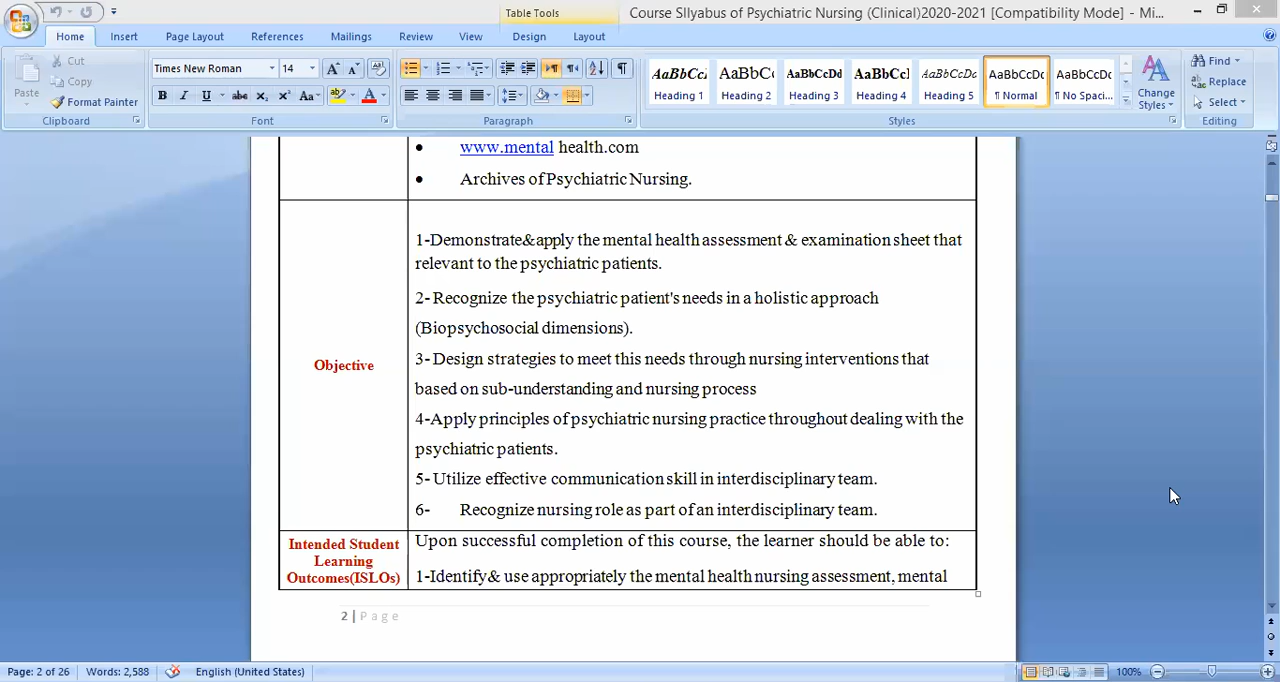 Table Tools
Course Sllyabus of Psychiatric Nursing (Clinical)2020-2021 [Compatibility Mode] - Mi...
Home Insert Page Layout References Mailings Review View Design Layout
Cut
Copy
Format Painter
Paste
Times New Roman 14
B I U abc X₂ X² Aa ab A
AaBbCcI AaBbC( AaBbCcDd AaBbCcI AaBbCcDc AaBbCcDc AaBbCcDc
Heading 1 Heading 2 Heading 3 Heading 4 Heading 5 ¶ Normal ¶ No Spaci...
Change
Styles
Find
Replace
Select
Clipboard Font Paragraph Styles Editing
• www.mental health.com
• Archives of Psychiatric Nursing.
Objective
1-Demonstrate&apply the mental health assessment & examination sheet that
relevant to the psychiatric patients.
2- Recognize the psychiatric patient's needs in a holistic approach
(Biopsychosocial dimensions).
3- Design strategies to meet this needs through nursing interventions that
based on sub-understanding and nursing process
4-Apply principles of psychiatric nursing practice throughout dealing with the
psychiatric patients.
5- Utilize effective communication skill in interdisciplinary team.
6- Recognize nursing role as part of an interdisciplinary team.
Intended Student
Learning
Outcomes(ISLOs)
Upon successful completion of this course, the learner should be able to:
1-Identify& use appropriately the mental health nursing assessment, mental
2 | Page
Page: 2 of 26 Words: 2,588 English (United States) 100%